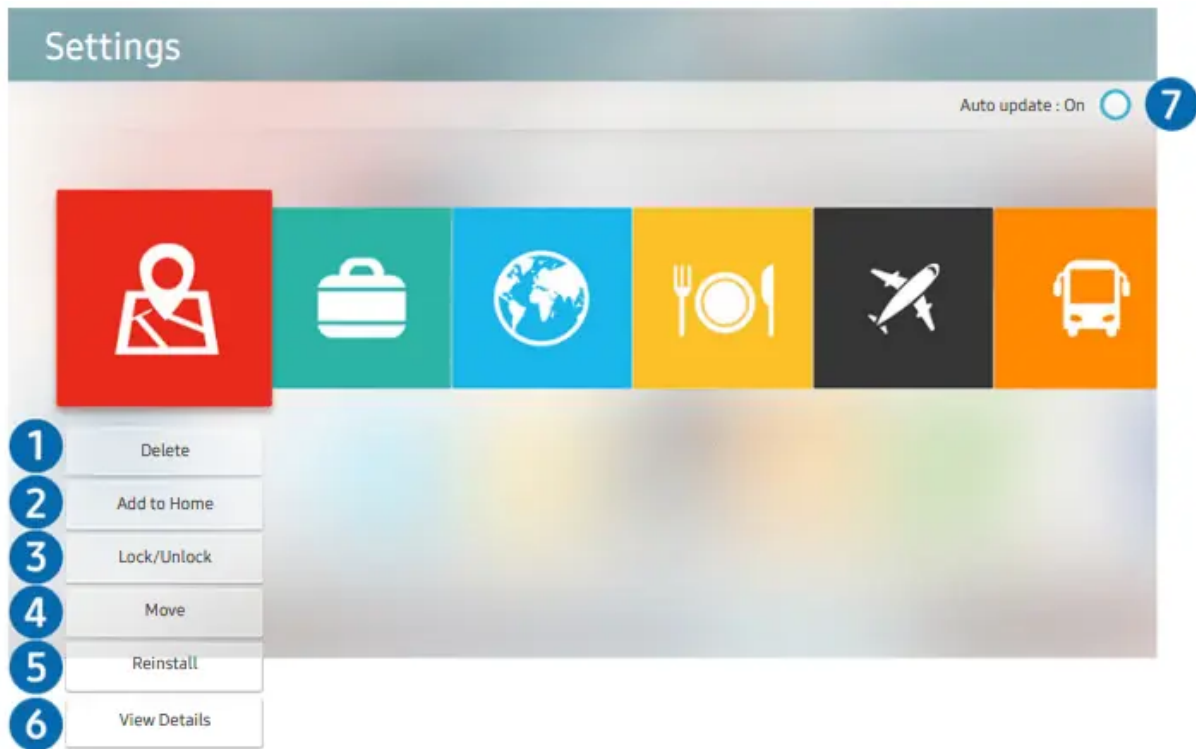 Settings
Auto update : On
7
1
Delete
2
Add to Home
3
Lock/Unlock
4
Move
5
Reinstall
6
View Details